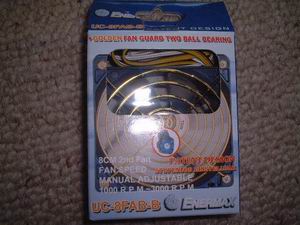 UC-8FAB-B
ENERMAX
GOLDEN FAN GUARD TWO BALL BEARING
8CM 2nd Fan
FAN SPEED
MANUAL ADJUSTABLE
1000 R.P.M ~3000 R.P.M
UC-8FAB-B
ENERMAX